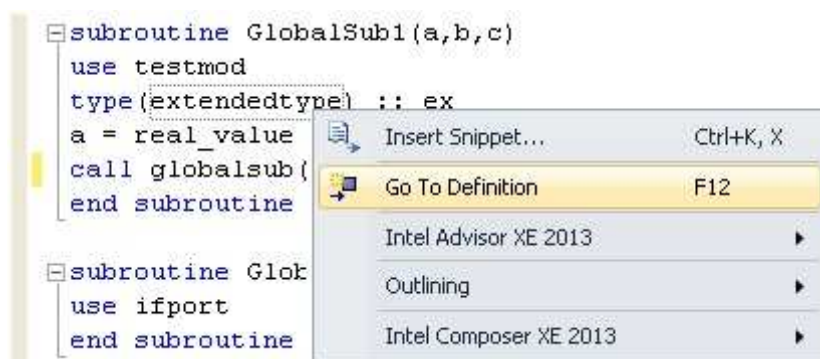 subroutine GlobalSub1(a,b,c)
use testmod
type(extendedtype) :: ex
a = real_value
call globalsub(
end subroutine
subroutine Glob
use ifport
end subroutine
Insert Snippet... Ctrl+K, X
Go To Definition F12
Intel Advisor XE 2013
Outlining
Intel Composer XE 2013